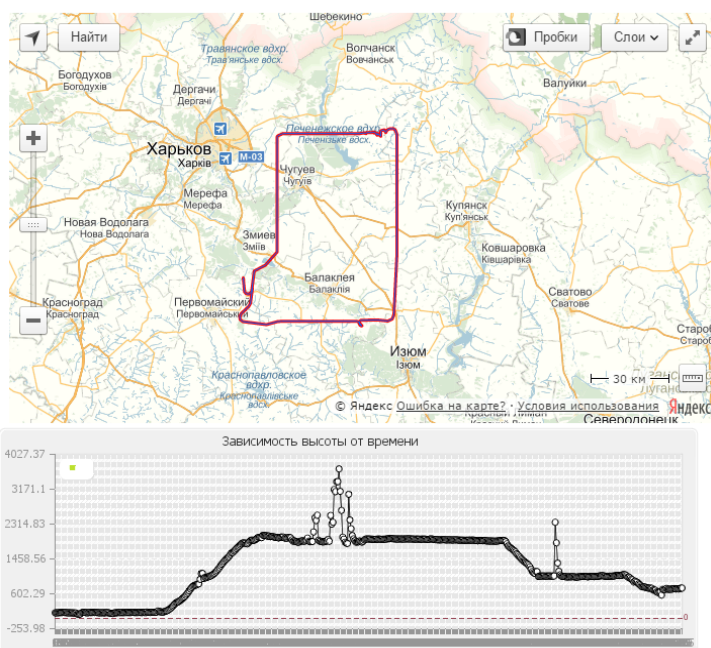 Шебекино
Найти
Пробки
Слои
Травянское вдхр.
Трав'янське вдсх.
Волчанск
Вовчанськ
Богодухов
Богодухів
Дергачи
Дергачі
Валуйки
Печенежское вдхр.
Печенізьке вдсх.
Харьков
Харків
М-03
Чугуев
Чугуїв
Мерефа
Мерефа
Купянск
Куп'янськ
Новая Водолага
Нова Водолага
Змиев
Зміїв
Ковшаровка
Ківшарівка
Балаклея
Балаклія
Сватово
Сватове
Красноград
Красноград
Первомайский
Первомайський
Изюм
Ізюм
Краснопавловское
вдхр.
Краснопавлівське
вдсх.
30 км
© Яндекс Ошибка на карте? · Условия использования
Яндекс
Северодонецк
Зависимость высоты от времени
4027.37
3171.1
2314.83
1458.56
602.29
-253.98
0